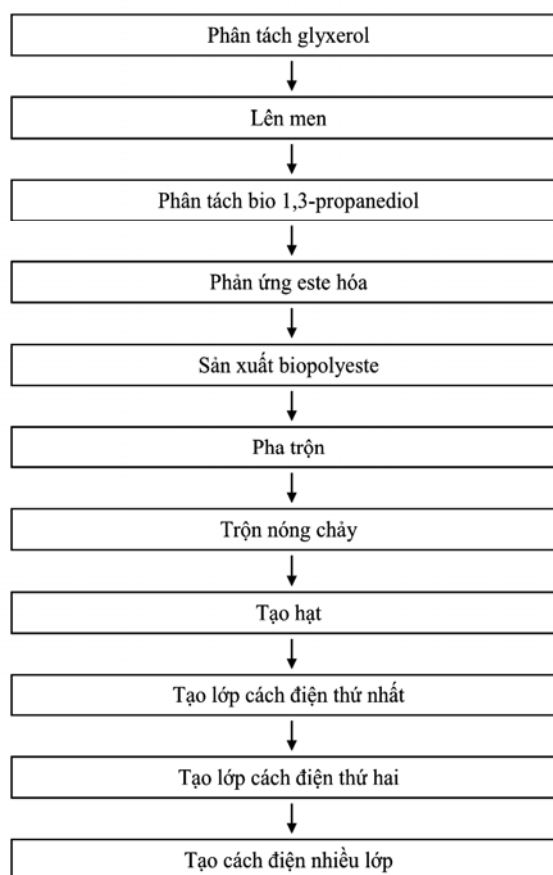 Phân tách glyxerol
Lên men
Phân tách bio 1,3-propanediol
Phản ứng este hóa
Sản xuất biopolyeste
Pha trộn
Trộn nóng chảy
Tạo hạt
Tạo lớp cách điện thứ nhất
Tạo lớp cách điện thứ hai
Tạo cách điện nhiều lớp